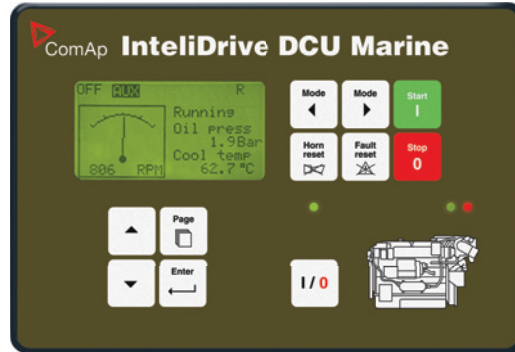 ComAp InteliDrive DCU Marine
OFF AUX R
Running
Oil press
1.9Bar
Cool temp
806 RPM 62.7 °C
Mode
Mode
Start
I
Horn reset
Fault reset
Stop
0
Page
Enter
I / 0